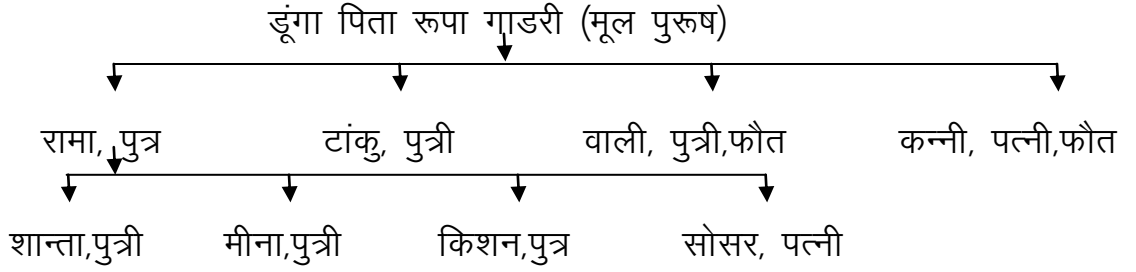 डूंगा पिता रूपा गाडरी (मूल पुरूष)
रामा, पुत्र टांकु, पुत्री वाली, पुत्री,फौत कन्नी, पत्नी,फौत
शान्ता,पुत्री मीना,पुत्री किशन,पुत्र सोसर, पत्नी